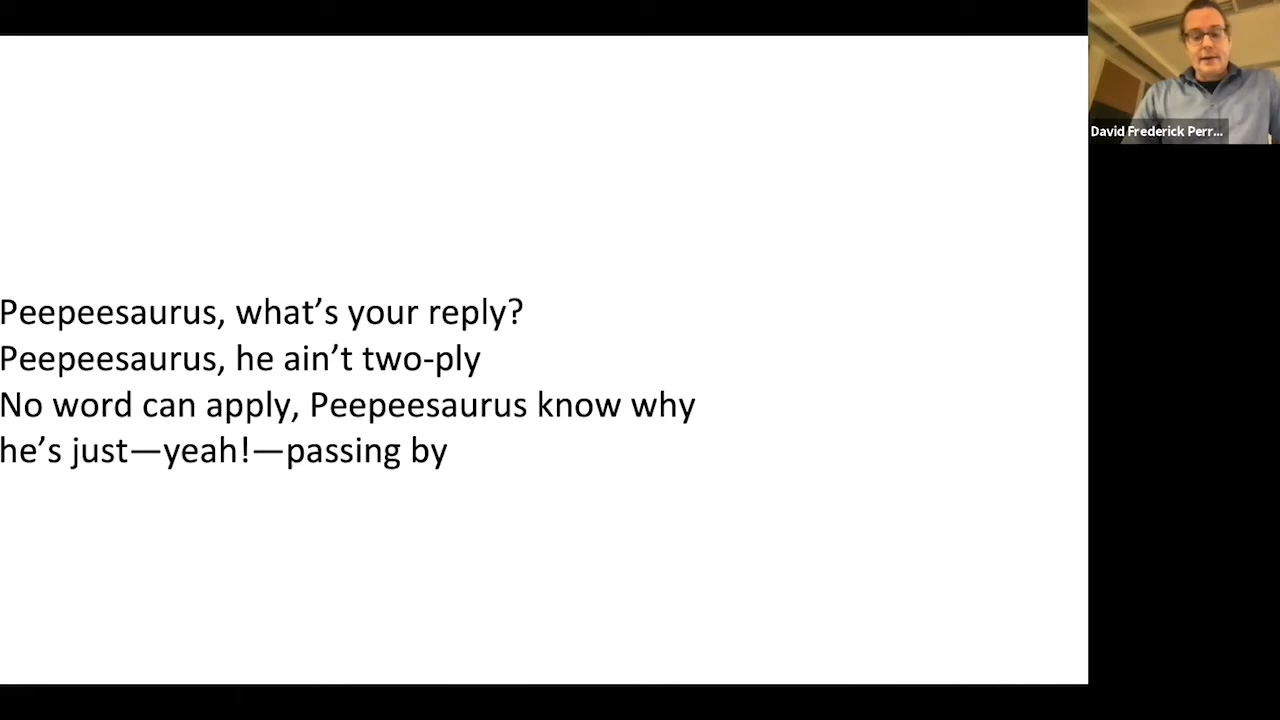 David Frederick Perr...
Peepeesaurus, what’s your reply?
Peepeesaurus, he ain’t two-ply
No word can apply, Peepeesaurus know why
he’s just—yeah!—passing by